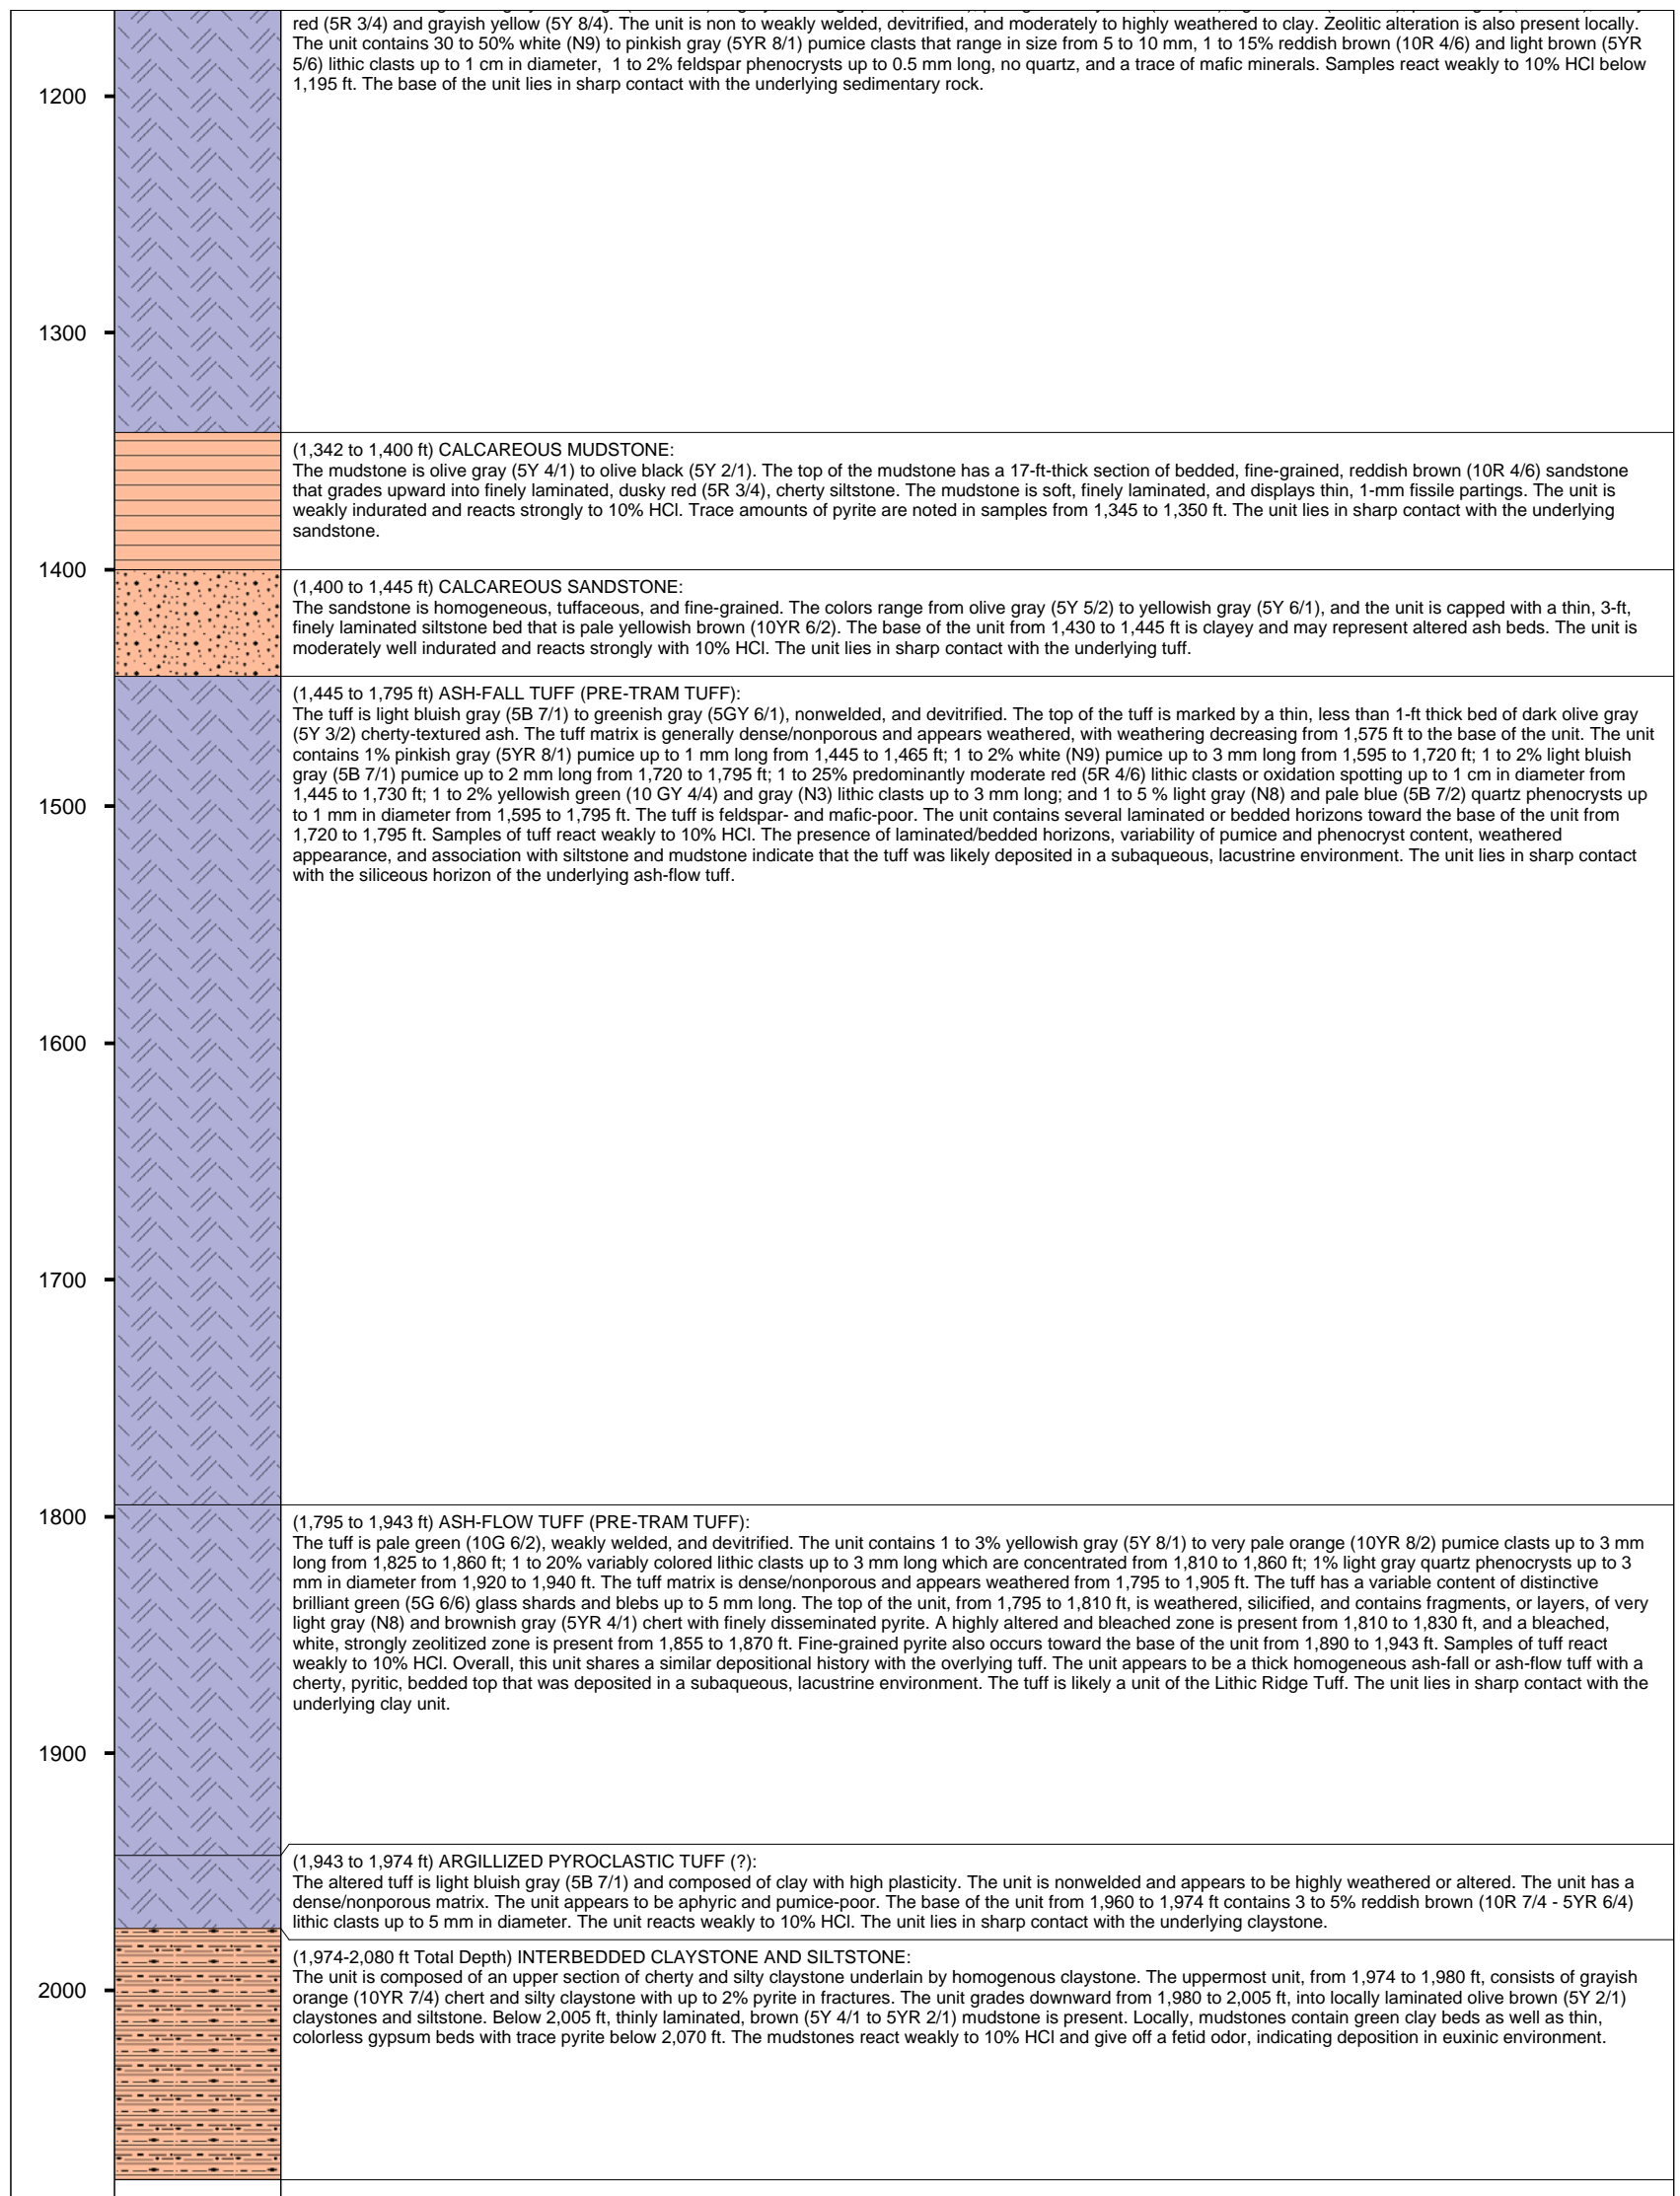 red (5R 3/4) and grayish yellow (5Y 8/4). The unit is non to weakly welded, devitrified, and moderately to highly weathered to clay. Zeolitic alteration is also present locally.
The unit contains 30 to 50% white (N9) to pinkish gray (5YR 8/1) pumice clasts that range in size from 5 to 10 mm, 1 to 15% reddish brown (10R 4/6) and light brown (5YR
5/6) lithic clasts up to 1 cm in diameter,  1 to 2% feldspar phenocrysts up to 0.5 mm long, no quartz, and a trace of mafic minerals. Samples react weakly to 10% HCl below
1,195 ft. The base of the unit lies in sharp contact with the underlying sedimentary rock.
1200
1300
(1,342 to 1,400 ft) CALCAREOUS MUDSTONE:
The mudstone is olive gray (5Y 4/1) to olive black (5Y 2/1). The top of the mudstone has a 17-ft-thick section of bedded, fine-grained, reddish brown (10R 4/6) sandstone
that grades upward into finely laminated, dusky red (5R 3/4), cherty siltstone. The mudstone is soft, finely laminated, and displays thin, 1-mm fissile partings. The unit is
weakly indurated and reacts strongly to 10% HCl. Trace amounts of pyrite are noted in samples from 1,345 to 1,350 ft. The unit lies in sharp contact with the underlying
sandstone.
1400
(1,400 to 1,445 ft) CALCAREOUS SANDSTONE:
The sandstone is homogeneous, tuffaceous, and fine-grained. The colors range from olive gray (5Y 5/2) to yellowish gray (5Y 6/1), and the unit is capped with a thin, 3-ft,
finely laminated siltstone bed that is pale yellowish brown (10YR 6/2). The base of the unit from 1,430 to 1,445 ft is clayey and may represent altered ash beds. The unit is
moderately well indurated and reacts strongly with 10% HCl. The unit lies in sharp contact with the underlying tuff.
(1,445 to 1,795 ft) ASH-FALL TUFF (PRE-TRAM TUFF):
The tuff is light bluish gray (5B 7/1) to greenish gray (5GY 6/1), nonwelded, and devitrified. The top of the tuff is marked by a thin, less than 1-ft thick bed of dark olive gray
(5Y 3/2) cherty-textured ash. The tuff matrix is generally dense/nonporous and appears weathered, with weathering decreasing from 1,575 ft to the base of the unit. The unit
contains 1% pinkish gray (5YR 8/1) pumice up to 1 mm long from 1,445 to 1,465 ft; 1 to 2% white (N9) pumice up to 3 mm long from 1,595 to 1,720 ft; 1 to 2% light bluish
gray (5B 7/1) pumice up to 2 mm long from 1,720 to 1,795 ft; 1 to 25% predominantly moderate red (5R 4/6) lithic clasts or oxidation spotting up to 1 cm in diameter from
1,445 to 1,730 ft; 1 to 2% yellowish green (10 GY 4/4) and gray (N3) lithic clasts up to 3 mm long; and 1 to 5 % light gray (N8) and pale blue (5B 7/2) quartz phenocrysts up
to 1 mm in diameter from 1,595 to 1,795 ft. The tuff is feldspar- and mafic-poor. The unit contains several laminated or bedded horizons toward the base of the unit from
1,720 to 1,795 ft. Samples of tuff react weakly to 10% HCl. The presence of laminated/bedded horizons, variability of pumice and phenocryst content, weathered
appearance, and association with siltstone and mudstone indicate that the tuff was likely deposited in a subaqueous, lacustrine environment. The unit lies in sharp contact
with the siliceous horizon of the underlying ash-flow tuff.
1500
1600
1700
1800
(1,795 to 1,943 ft) ASH-FLOW TUFF (PRE-TRAM TUFF):
The tuff is pale green (10G 6/2), weakly welded, and devitrified. The unit contains 1 to 3% yellowish gray (5Y 8/1) to very pale orange (10YR 8/2) pumice clasts up to 3 mm
long from 1,825 to 1,860 ft; 1 to 20% variably colored lithic clasts up to 3 mm long which are concentrated from 1,810 to 1,860 ft; 1% light gray quartz phenocrysts up to 3
mm in diameter from 1,920 to 1,940 ft. The tuff matrix is dense/nonporous and appears weathered from 1,795 to 1,905 ft. The tuff has a variable content of distinctive
brilliant green (5G 6/6) glass shards and blebs up to 5 mm long. The top of the unit, from 1,795 to 1,810 ft, is weathered, silicified, and contains fragments, or layers, of very
light gray (N8) and brownish gray (5YR 4/1) chert with finely disseminated pyrite. A highly altered and bleached zone is present from 1,810 to 1,830 ft, and a bleached,
white, strongly zeolitized zone is present from 1,855 to 1,870 ft. Fine-grained pyrite also occurs toward the base of the unit from 1,890 to 1,943 ft. Samples of tuff react
weakly to 10% HCl. Overall, this unit shares a similar depositional history with the overlying tuff. The unit appears to be a thick homogeneous ash-fall or ash-flow tuff with a
cherty, pyritic, bedded top that was deposited in a subaqueous, lacustrine environment. The tuff is likely a unit of the Lithic Ridge Tuff. The unit lies in sharp contact with the
underlying clay unit.
1900
(1,943 to 1,974 ft) ARGILLIZED PYROCLASTIC TUFF (?):
The altered tuff is light bluish gray (5B 7/1) and composed of clay with high plasticity. The unit is nonwelded and appears to be highly weathered or altered. The unit has a
dense/nonporous matrix. The unit appears to be aphyric and pumice-poor. The base of the unit from 1,960 to 1,974 ft contains 3 to 5% reddish brown (10R 7/4 - 5YR 6/4)
lithic clasts up to 5 mm in diameter. The unit reacts weakly to 10% HCl. The unit lies in sharp contact with the underlying claystone.
(1,974-2,080 ft Total Depth) INTERBEDDED CLAYSTONE AND SILTSTONE:
The unit is composed of an upper section of cherty and silty claystone underlain by homogenous claystone. The uppermost unit, from 1,974 to 1,980 ft, consists of grayish
orange (10YR 7/4) chert and silty claystone with up to 2% pyrite in fractures. The unit grades downward from 1,980 to 2,005 ft, into locally laminated olive brown (5Y 2/1)
claystones and siltstone. Below 2,005 ft, thinly laminated, brown (5Y 4/1 to 5YR 2/1) mudstone is present. Locally, mudstones contain green clay beds as well as thin,
colorless gypsum beds with trace pyrite below 2,070 ft. The mudstones react weakly to 10% HCl and give off a fetid odor, indicating deposition in euxinic environment.
2000